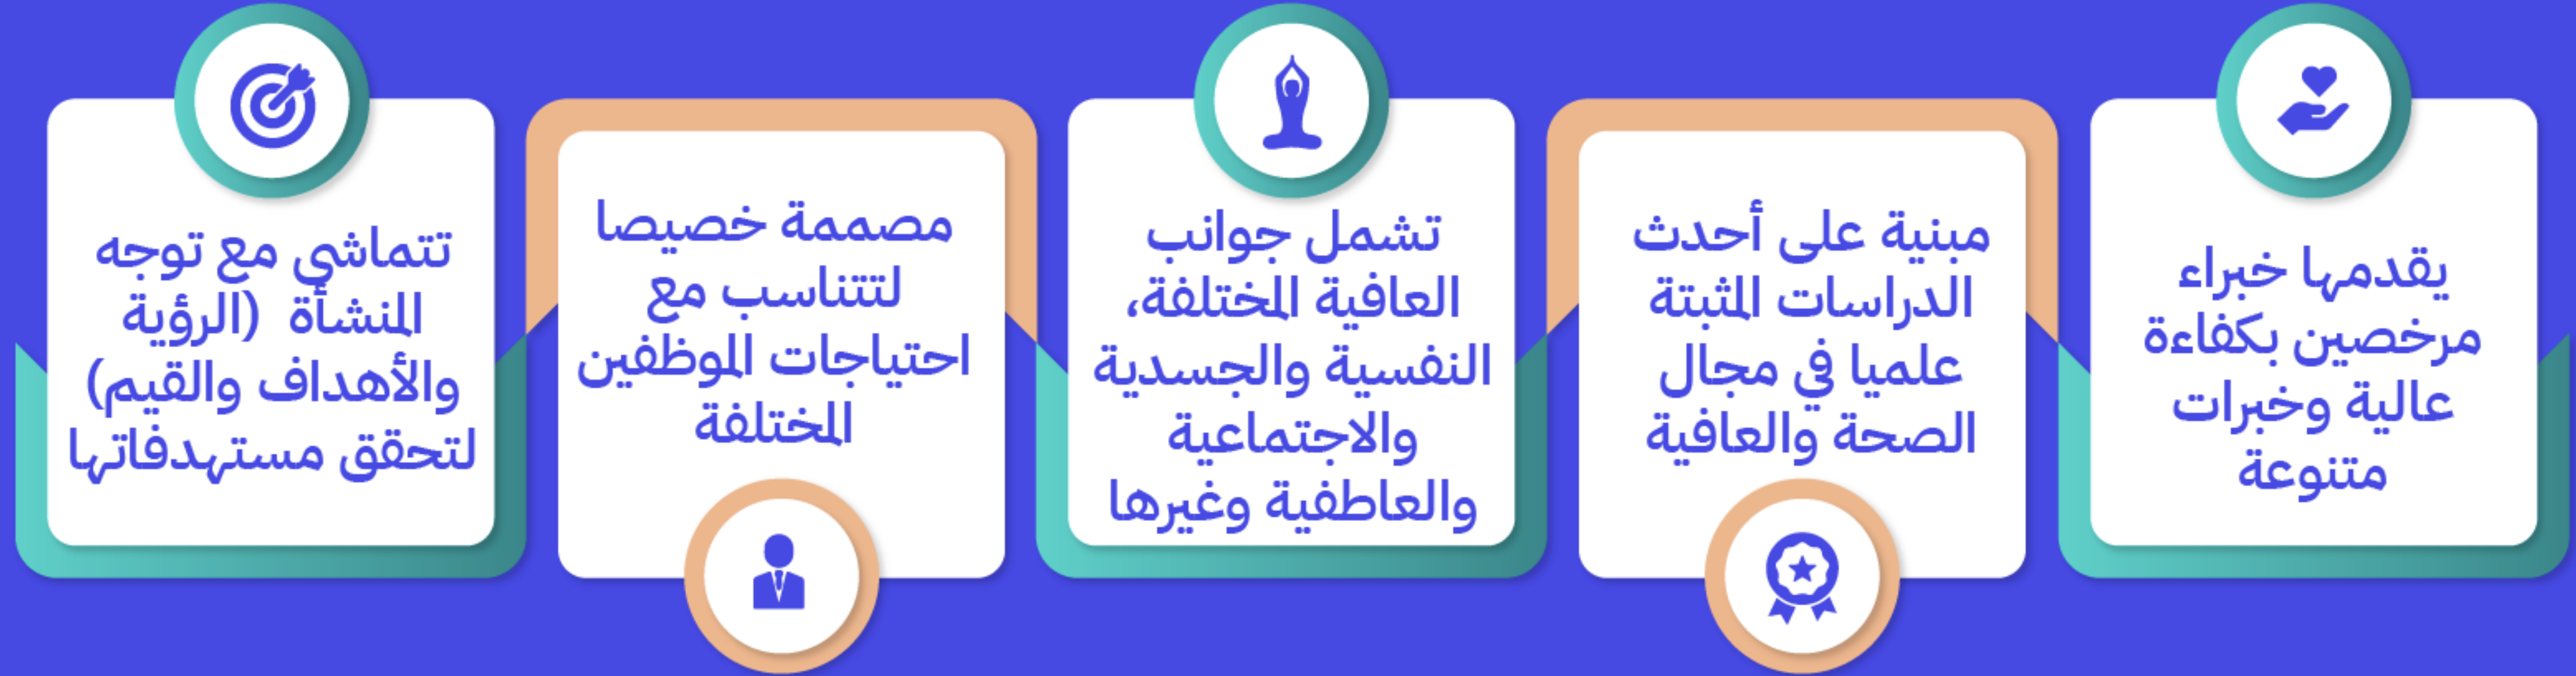 يقدمها خبراء
مرخصين بكفاءة
عالية وخبرات
متنوعة
مبنية على أحدث
الدراسات المثبتة
علميا في مجال
الصحة والعافية
تشمل جوانب
العافية المختلفة،
النفسية والجسدية
والاجتماعية
والعاطفية وغيرها
مصممة خصيصا
لتتناسب مع
احتياجات الموظفين
المختلفة
تتماشى مع توجه
المنشأة (الرؤية
والأهداف والقيم)
لتحقق مستهدفاتها